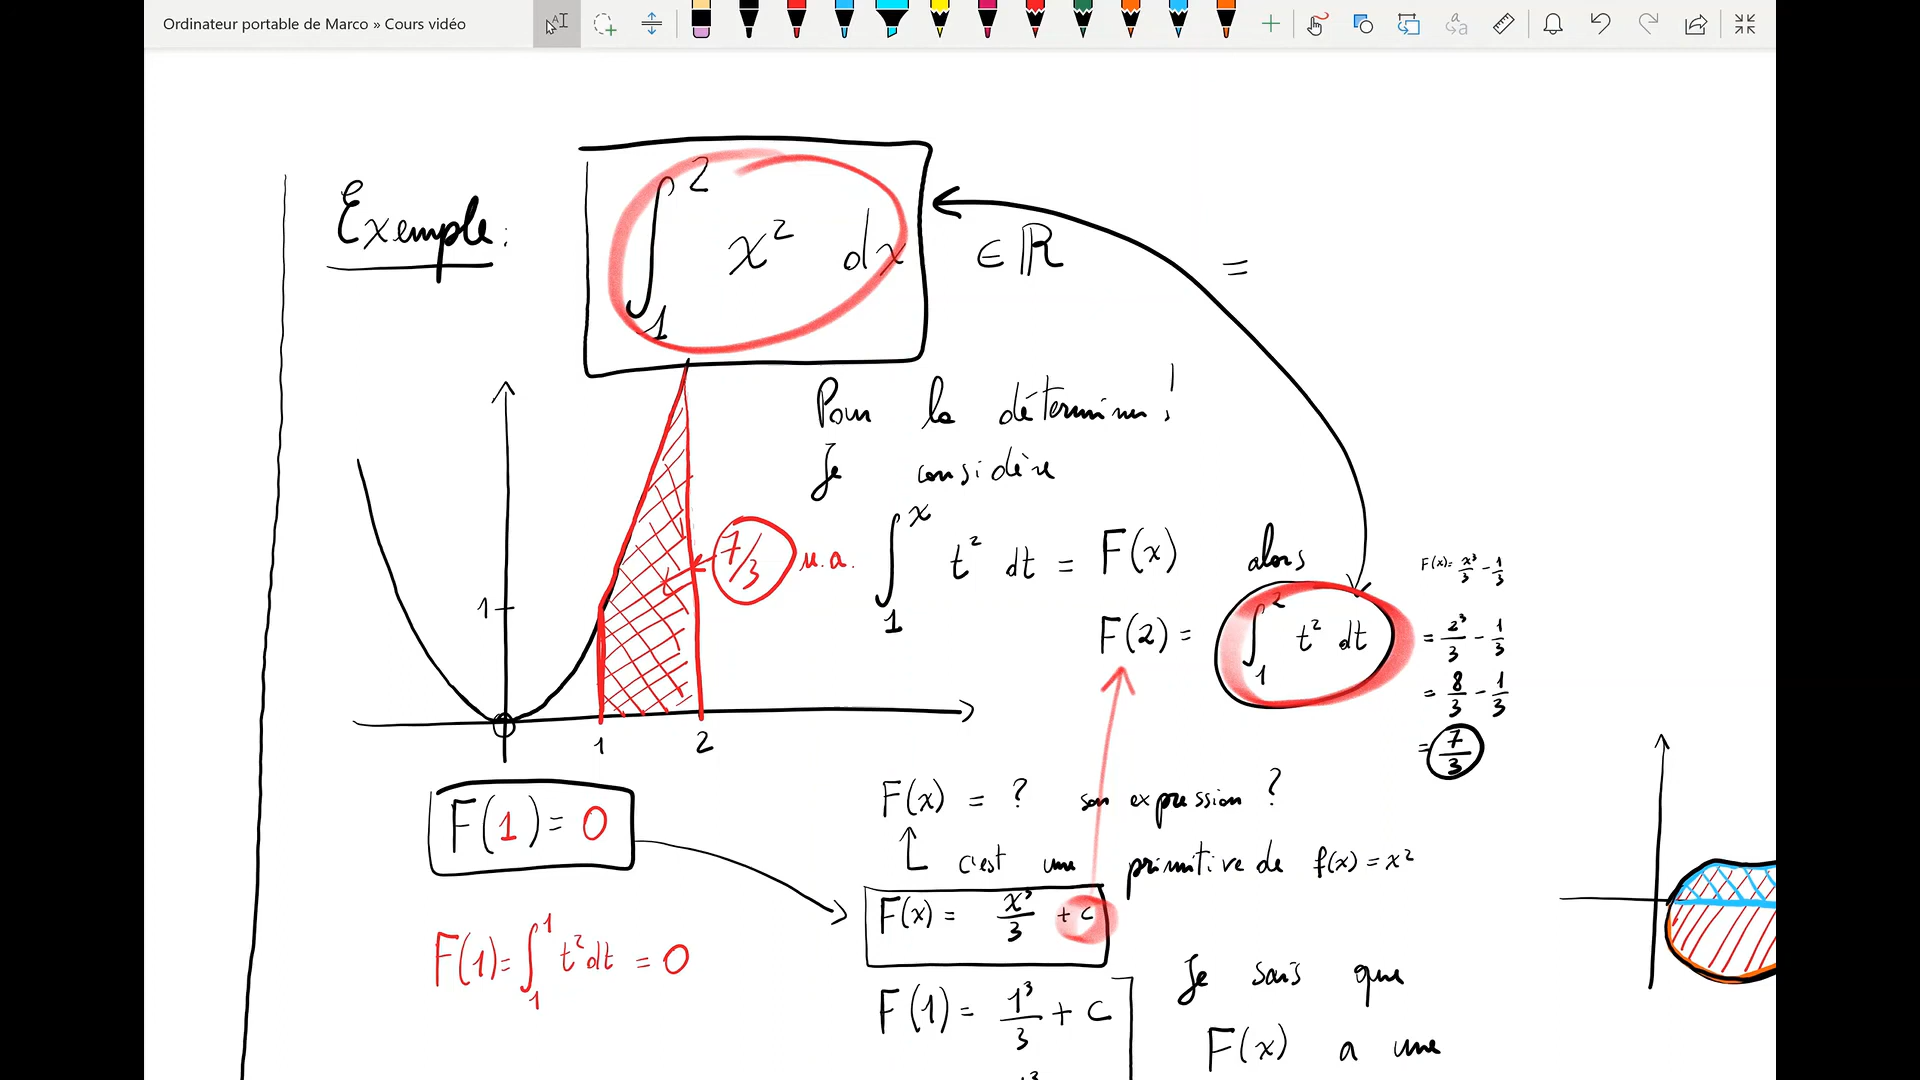 Ordinateur portable de Marco » Cours vidéo
Exemple:
∫₁² x² dx ∈ ℝ =
Pour la déterminer!
Je considère
∫₁ˣ t² dt = F(x) alors
F(x) = x³/3 - 1/3
F(2) = ∫₁² t² dt
= 2³/3 - 1/3
= 8/3 - 1/3
= 7/3
7/3 u.a.
1
1 2
F(1) = 0
F(x) = ? son expression ?
c'est une primitive de f(x) = x²
F(x) = x³/3 + c
F(1) = ∫₁¹ t² dt = 0
F(1) = 1³/3 + c
Je sais que
F(x) a une